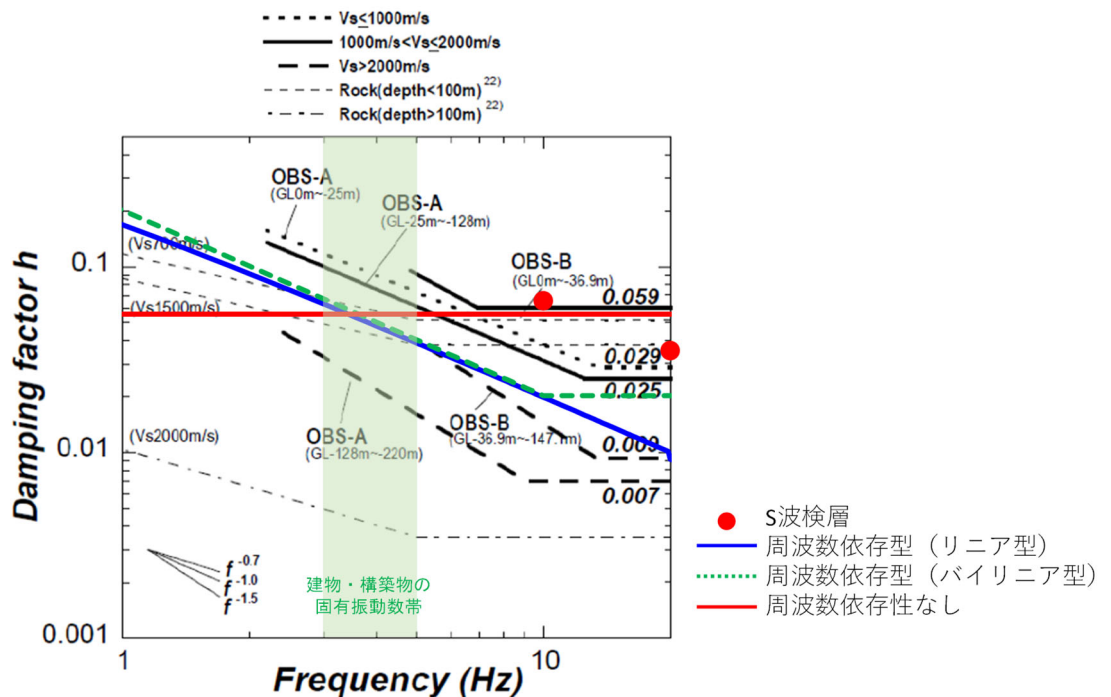 Vs≤1000m/s
1000m/s<Vs≤2000m/s
Vs>2000m/s
Rock(depth<100m) 22)
Rock(depth>100m) 22)
Damping factor h
0.1
0.01
0.001
OBS-A
(GL0m~-25m)
OBS-A
(GL-25m~-128m)
OBS-B
(GL0m~-36.9m)
(Vs700m/s)
(Vs1500m/s)
(Vs2000m/s)
0.059
0.029
0.025
0.009
0.007
OBS-A
(GL-128m~-220m)
OBS-B
(GL-36.9m~-147.1m)
f-0.7
f-1.0
f-1.5
建物・構築物の
固有振動数帯
1
10
Frequency (Hz)
S波検層
周波数依存型（リニア型）
周波数依存型（バイリニア型）
周波数依存性なし